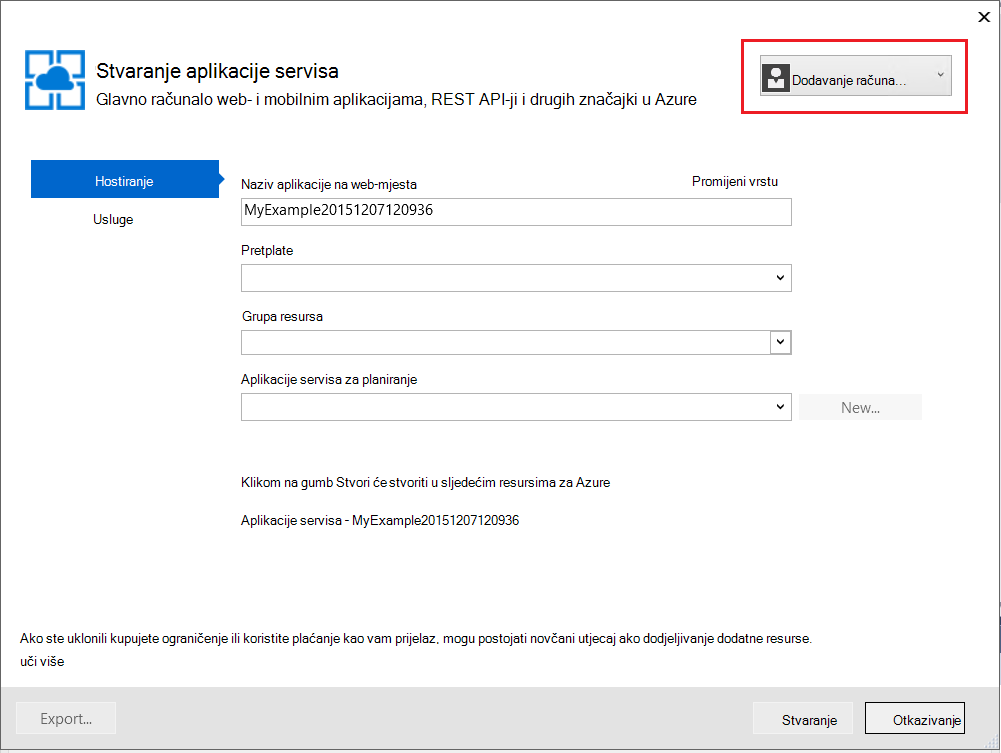 Stvaranje aplikacije servisa
Glavno računalo web- i mobilnim aplikacijama, REST API-ji i drugih značajki u Azure
Dodavanje računa...
Hostiranje
Usluge
Naziv aplikacije na web-mjesta
Promijeni vrstu
MyExample20151207120936
Pretplate
Grupa resursa
Aplikacije servisa za planiranje
New...
Klikom na gumb Stvori će stvoriti u sljedećim resursima za Azure
Aplikacije servisa - MyExample20151207120936
Ako ste uklonili kupujete ograničenje ili koristite plaćanje kao vam prijelaz, mogu postojati novčani utjecaj ako dodjeljivanje dodatne resurse.
uči više
Export...
Stvaranje
Otkazivanje